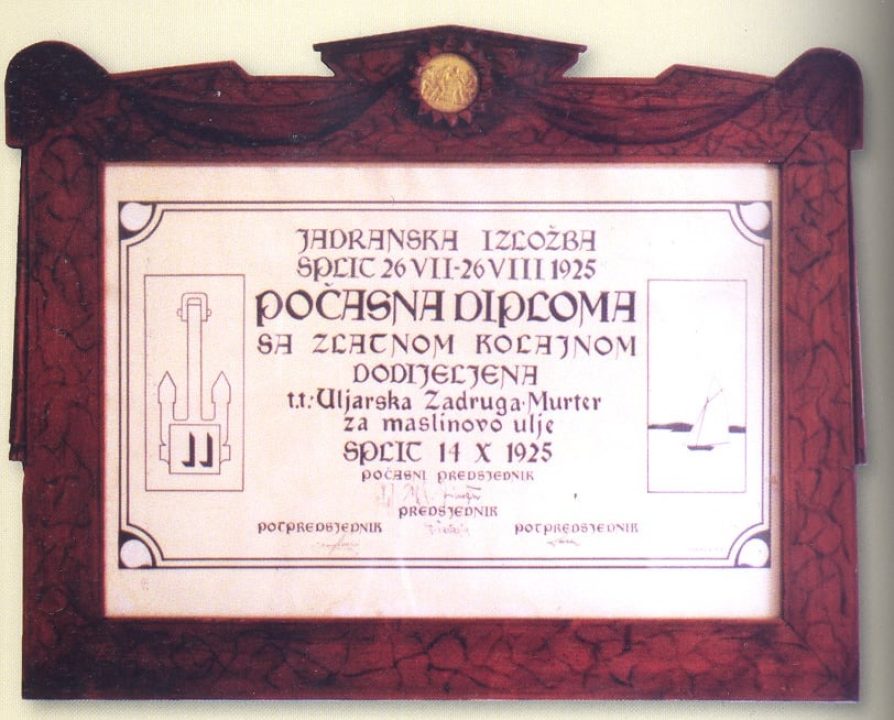 JADRANSKA IZLOŽBA
SPLIT 26 VII-26 VIII 1925
POČASNA DIPLOMA
SA ZLATNOM KOLAJNOM
DODIJELJENA
t.t.: Uljarska Zadruga·Murter
za maslinovo ulje
SPLIT 14 X 1925
POČASNI PREDSJEDNIK
PREDSJEDNIK
POTPREDSJEDNIK POTPREDSJEDNIK